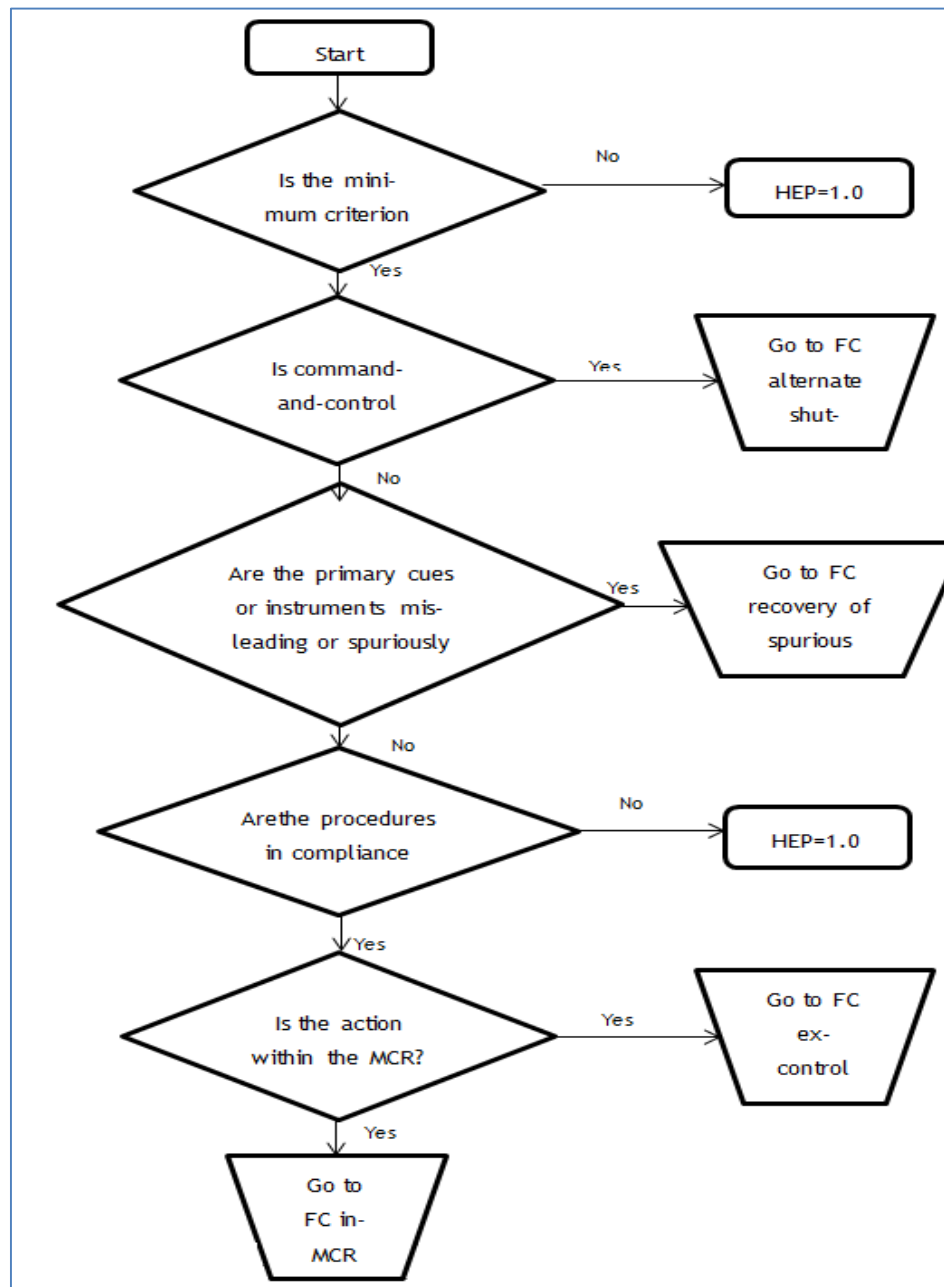 Start
Is the mini-
mum criterion
No
HEP=1.0
Yes
Is command-
and-control
Yes
Go to FC
alternate
shut-
No
Are the primary cues
or instruments mis-
leading or spuriously
Yes
Go to FC
recovery of
spurious
No
Arethe procedures
in compliance
No
HEP=1.0
Yes
Is the action
within the MCR?
Yes
Go to FC
ex-
control
Yes
Go to
FC in-
MCR